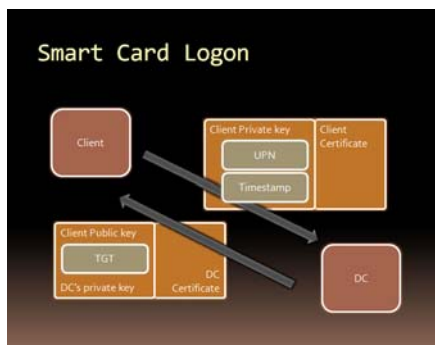 Smart Card Logon
Client
Client Private key
Client
Certificate
UPN
Timestamp
Client Public key
TGT
DC's private key
DC
Certificate
DC